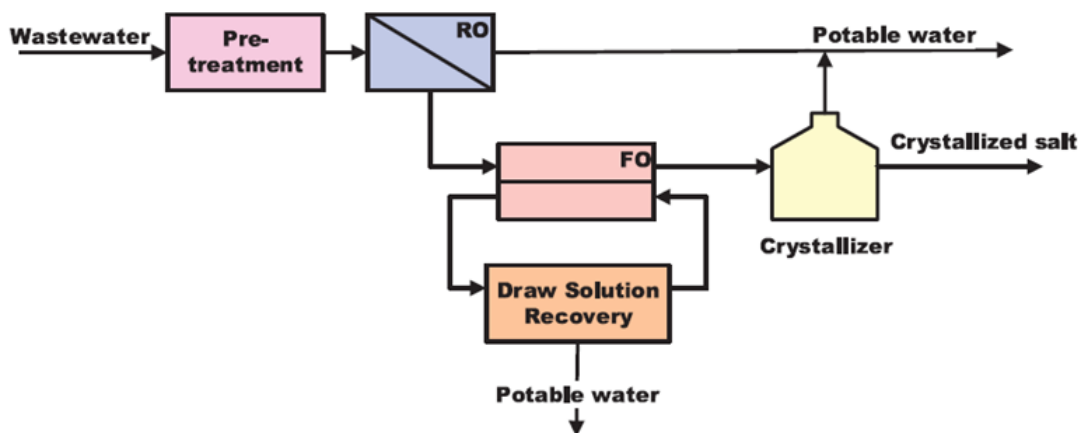 Wastewater
Pre-
treatment
RO
Potable water
FO
Crystallized salt
Crystallizer
Draw Solution
Recovery
Potable water